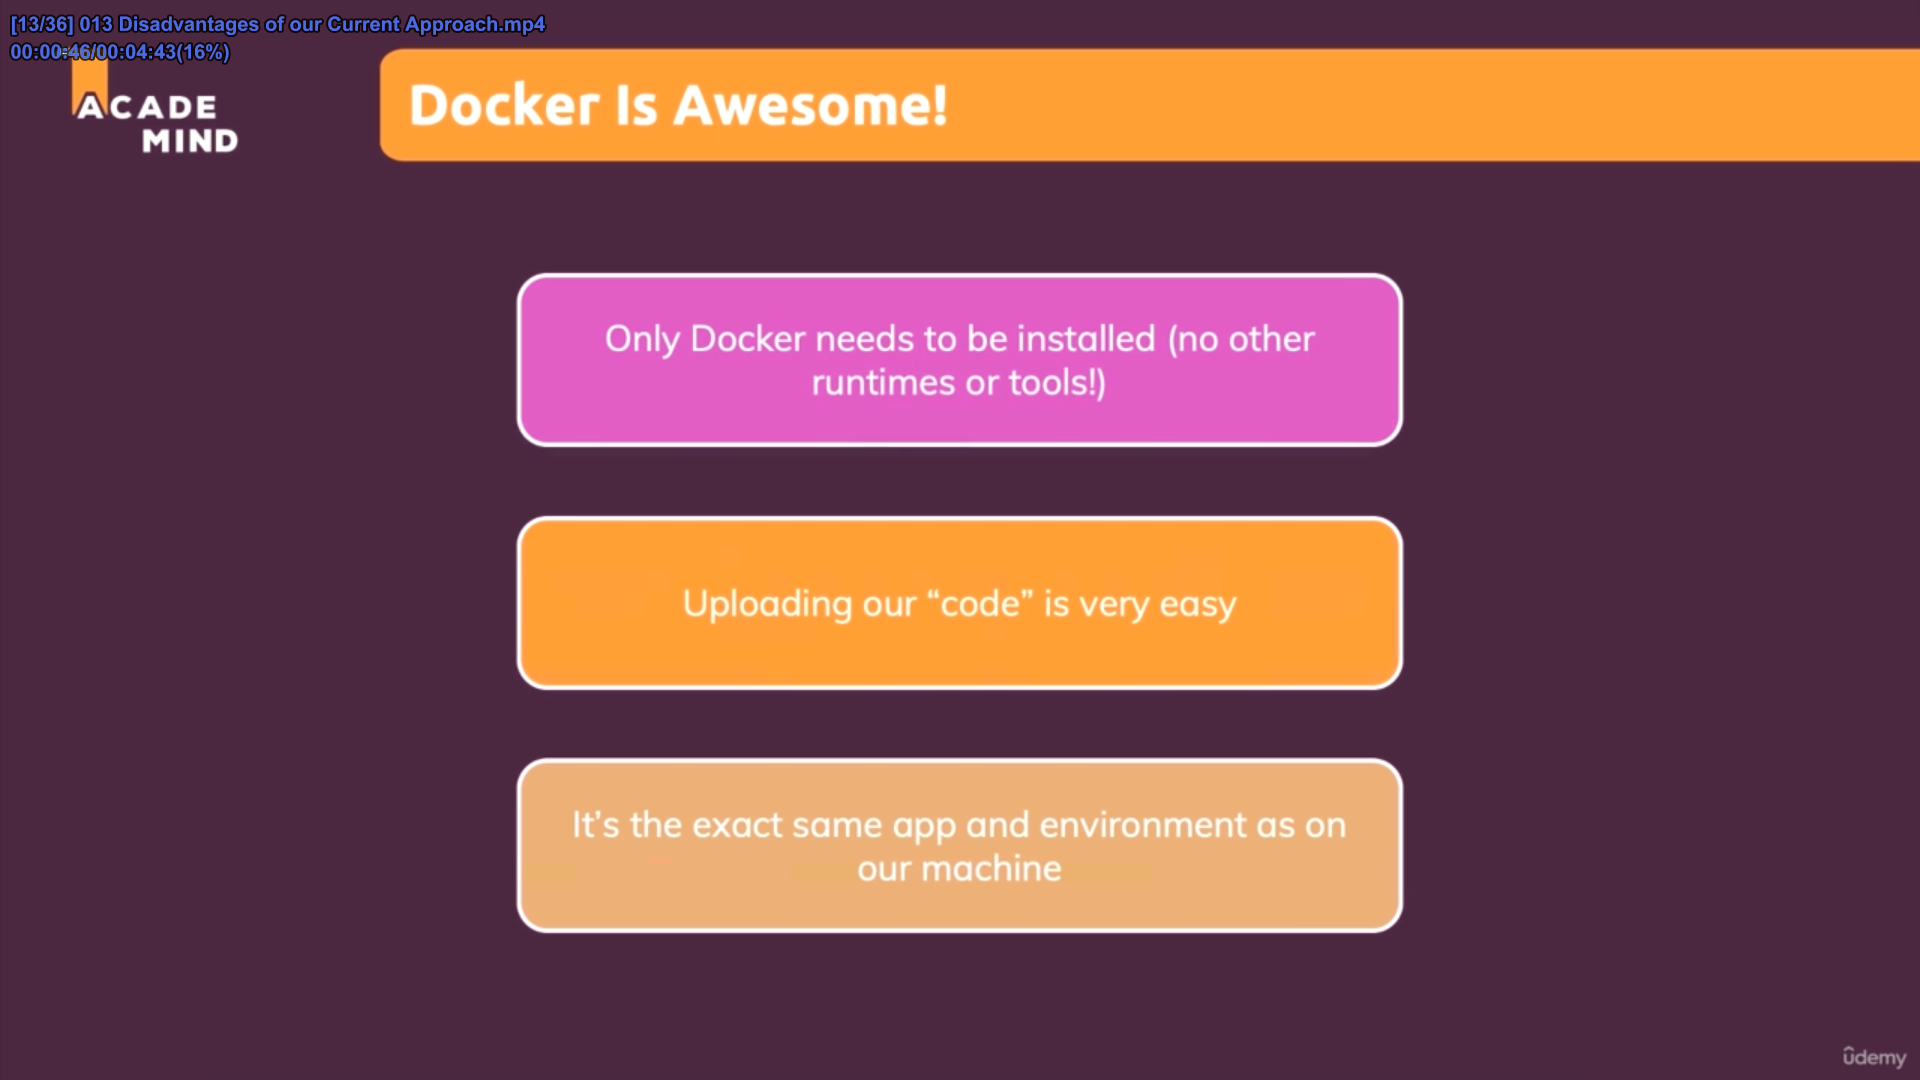 [13/36] 013 Disadvantages of our Current Approach.mp4
00:00:46/00:04:43(16%)
ACADE
MIND
Docker Is Awesome!
Only Docker needs to be installed (no other
runtimes or tools!)
Uploading our “code” is very easy
It’s the exact same app and environment as on
our machine
ûdemy